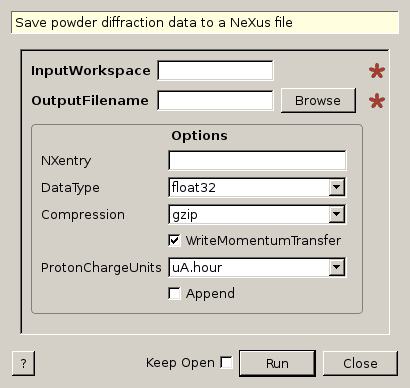 Save powder diffraction data to a NeXus file
InputWorkspace *
OutputFilename Browse *
Options
NXentry
DataType float32
Compression gzip
WriteMomentumTransfer
ProtonChargeUnits uA.hour
Append
? Keep Open Run Close